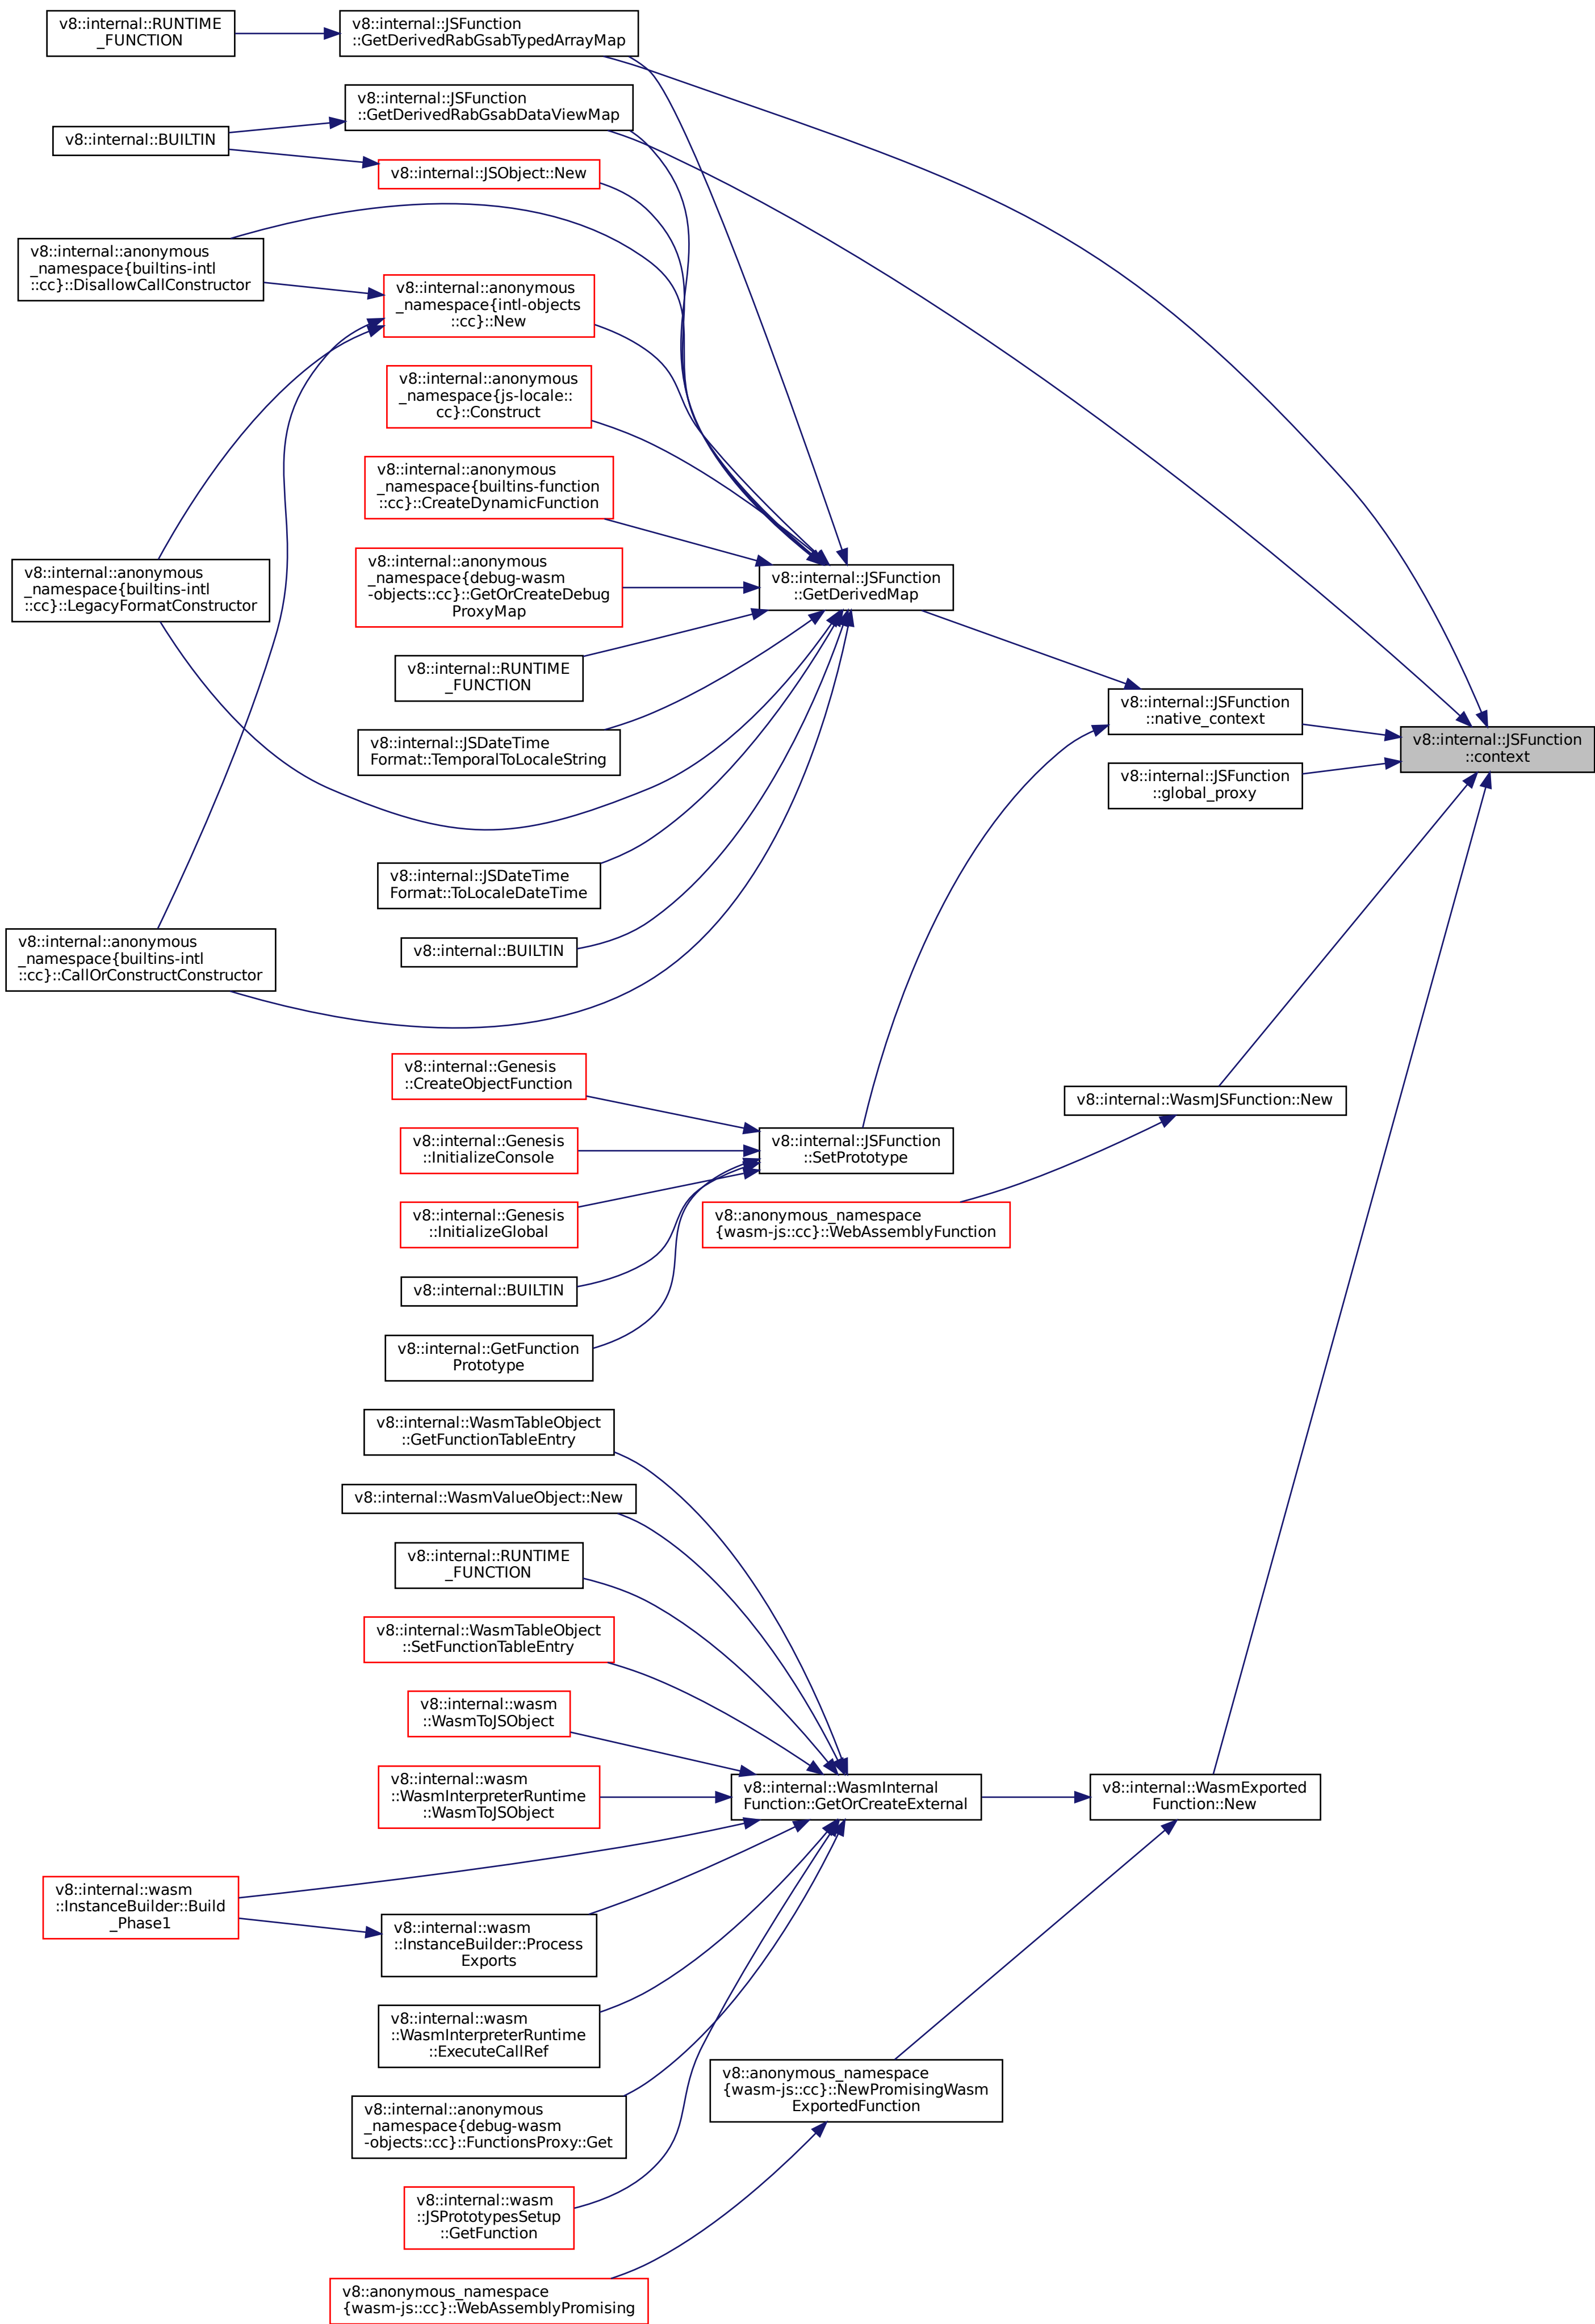 v8::internal::RUNTIME
_FUNCTION
v8::internal::JSFunction
::GetDerivedRabGsabTypedArrayMap
v8::internal::JSFunction
::GetDerivedRabGsabDataViewMap
v8::internal::BUILTIN
v8::internal::JSObject::New
v8::internal::anonymous
_namespace{builtins-intl
::cc}::DisallowCallConstructor
v8::internal::anonymous
_namespace{intl-objects
::cc}::New
v8::internal::anonymous
_namespace{js-locale::
cc}::Construct
v8::internal::anonymous
_namespace{builtins-function
::cc}::CreateDynamicFunction
v8::internal::anonymous
_namespace{debug-wasm
-objects::cc}::GetOrCreateDebug
ProxyMap
v8::internal::anonymous
_namespace{builtins-intl
::cc}::LegacyFormatConstructor
v8::internal::JSFunction
::GetDerivedMap
v8::internal::RUNTIME
_FUNCTION
v8::internal::JSFunction
::native_context
v8::internal::JSDateTime
Format::TemporalToLocaleString
v8::internal::JSFunction
::context
v8::internal::JSFunction
::global_proxy
v8::internal::JSDateTime
Format::ToLocaleDateTime
v8::internal::BUILTIN
v8::internal::anonymous
_namespace{builtins-intl
::cc}::CallOrConstructConstructor
v8::internal::Genesis
::CreateObjectFunction
v8::internal::WasmJSFunction::New
v8::internal::Genesis
::InitializeConsole
v8::internal::JSFunction
::SetPrototype
v8::internal::Genesis
::InitializeGlobal
v8::anonymous_namespace
{wasm-js::cc}::WebAssemblyFunction
v8::internal::BUILTIN
v8::internal::GetFunction
Prototype
v8::internal::WasmTableObject
::GetFunctionTableEntry
v8::internal::WasmValueObject::New
v8::internal::RUNTIME
_FUNCTION
v8::internal::WasmTableObject
::SetFunctionTableEntry
v8::internal::wasm
::WasmToJSObject
v8::internal::wasm
::WasmInterpreterRuntime
::WasmToJSObject
v8::internal::WasmInternal
Function::GetOrCreateExternal
v8::internal::WasmExported
Function::New
v8::internal::wasm
::InstanceBuilder::Build
_Phase1
v8::internal::wasm
::InstanceBuilder::Process
Exports
v8::internal::wasm
::WasmInterpreterRuntime
::ExecuteCallRef
v8::anonymous_namespace
{wasm-js::cc}::NewPromisingWasm
ExportedFunction
v8::internal::anonymous
_namespace{debug-wasm
-objects::cc}::FunctionsProxy::Get
v8::internal::wasm
::JSPrototypesSetup
::GetFunction
v8::anonymous_namespace
{wasm-js::cc}::WebAssemblyPromising